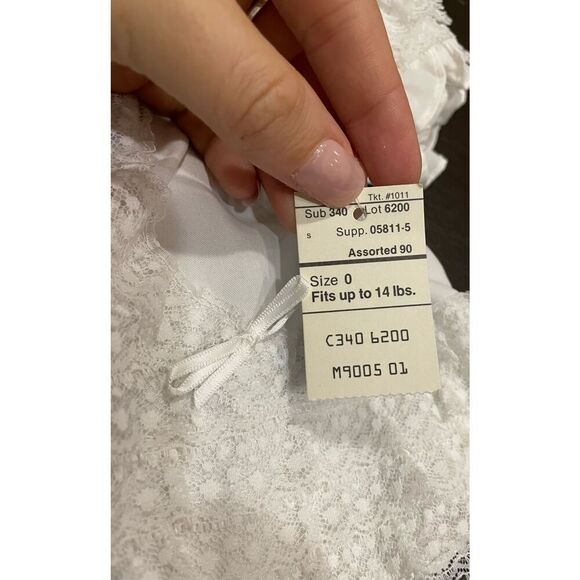 Tkt. #1011
Sub 340 Lot 6200
s Supp. 05811-5
Assorted 90
Size 0
Fits up to 14 lbs.
C340 6200
M9005 01